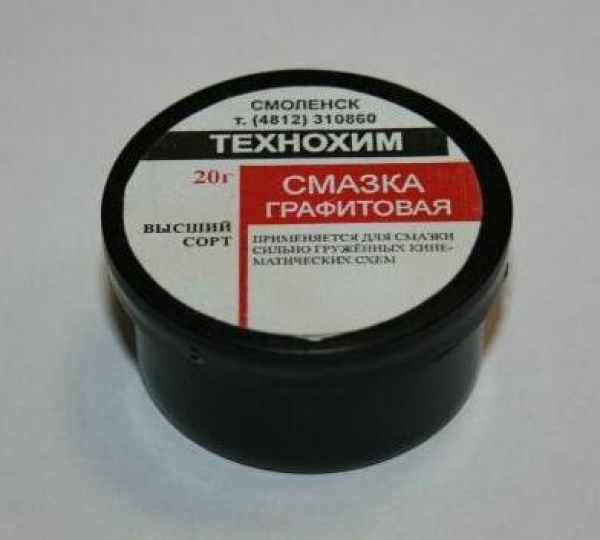 СМОЛЕНСК
т. (4812) 310860
ТЕХНОХИМ
20г
СМАЗКА
ГРАФИТОВАЯ
ВЫСШИЙ
СОРТ
ПРИМЕНЯЕТСЯ ДЛЯ СМАЗКИ
СИЛЬНО ГРУЖЁННЫХ КИНЕ-
МАТИЧЕСКИХ СХЕМ